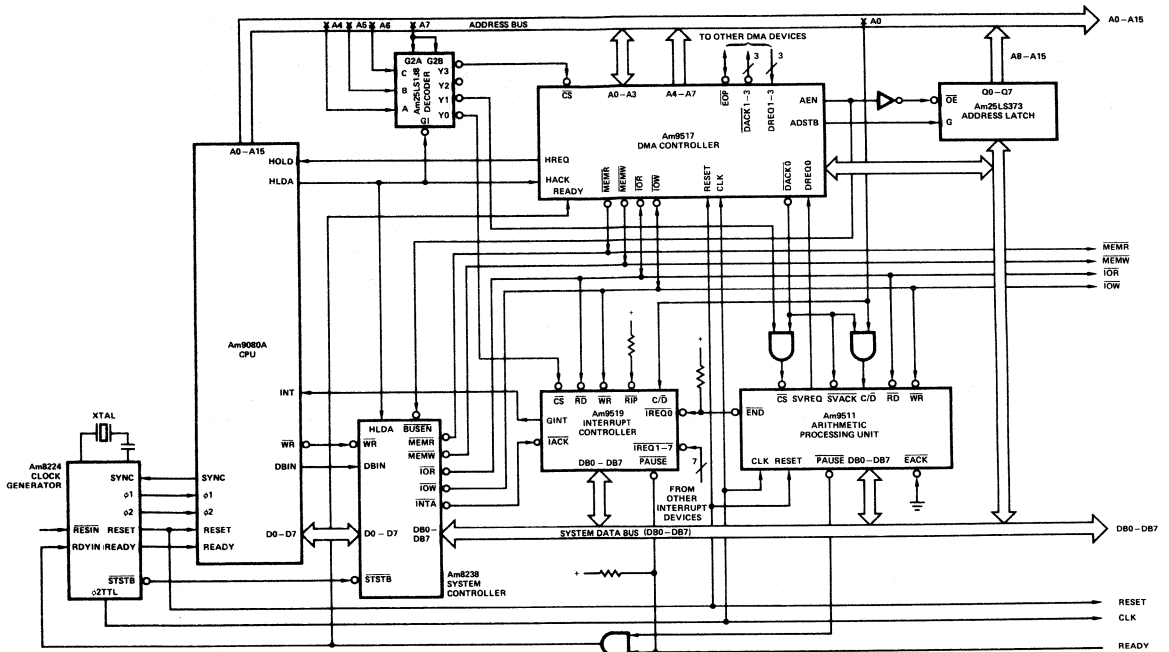 A4 A5 A6 A7 ADDRESS BUS A0 A0–A15
G2A G2B
C Y3
B Y2
A Y1
Y0
G1
Am25LS138 DECODER
TO OTHER DMA DEVICES
3 3
A8–A15
CS A0–A3 A4–A7 EOP DACK 1–3 DREQ 1–3
AEN
ADSTB
Am9517
DMA CONTROLLER
HREQ
HACK
READY
MEMR MEMW IOR IOW RESET CLK DACK0 DREQ0
Q0–Q7
OE
Am25LS373
G ADDRESS LATCH
A0–A15
HOLD
HLDA
Am9080A
CPU
INT
WR
DBIN
SYNC
φ1
φ2
RESET
READY
D0–D7
MEMR
MEMW
IOR
IOW
+
+
CS RD WR RIP C/D
Am9519
IREQ0
GINT INTERRUPT
CONTROLLER
IACK
IREQ1–7
DB0 – DB7 PAUSE
7
FROM
OTHER
INTERRUPT
DEVICES
CS SVREQ SVACK C/D RD WR
END
Am9511
ARITHMETIC
PROCESSING UNIT
CLK RESET PAUSE DB0–DB7 EACK
XTAL
Am8224
CLOCK
GENERATOR
SYNC
φ1
φ2
RESIN RESET
RDYIN READY
STSTB
φ2TTL
HLDA BUSEN
WR MEMR
MEMW
DBIN
IOR
IOW
INTA
D0 – D7 DB0–
DB7
STSTB
Am8238
SYSTEM
CONTROLLER
SYSTEM DATA BUS (DB0–DB7)
DB0–DB7
+
RESET
CLK
READY